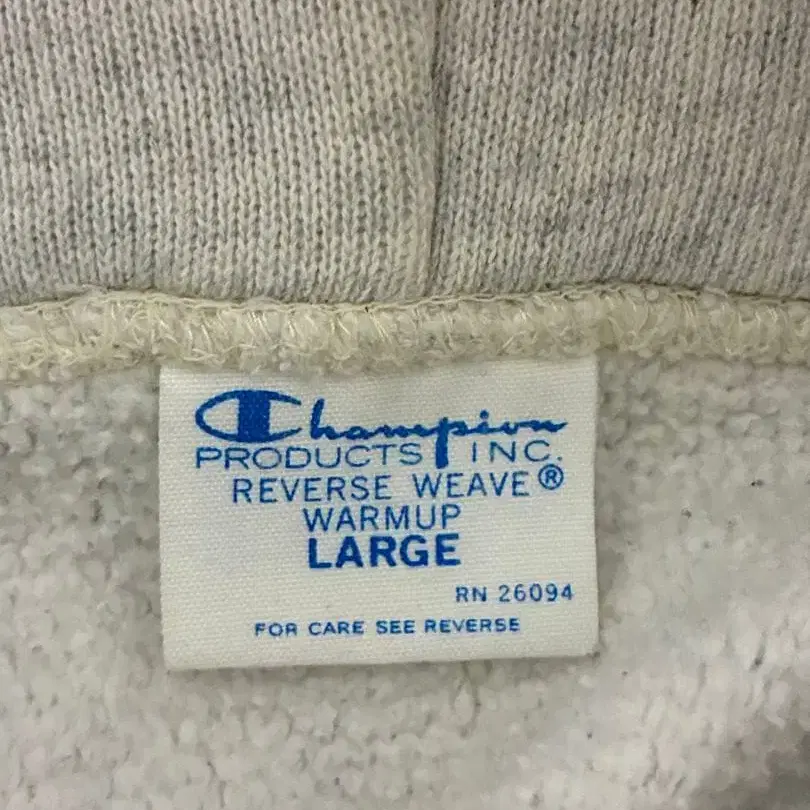 Champion
PRODUCTS INC.
REVERSE WEAVE®
WARMUP
LARGE
RN 26094
FOR CARE SEE REVERSE